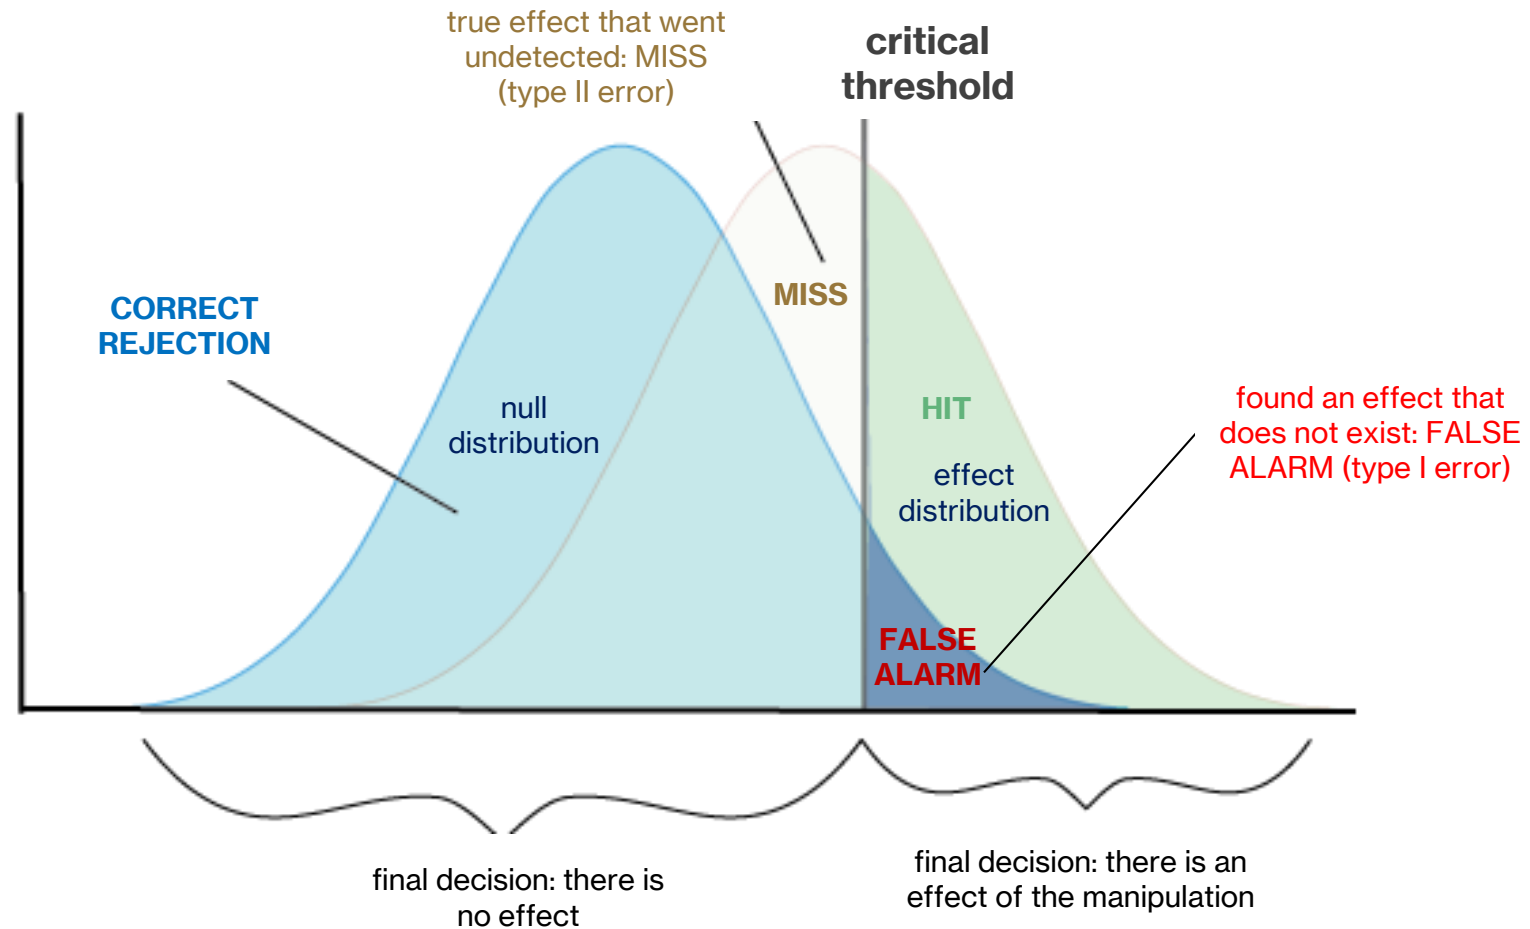 true effect that went
undetected: MISS
(type II error)
critical
threshold
CORRECT
REJECTION
MISS
null
distribution
HIT
effect
distribution
found an effect that
does not exist: FALSE
ALARM (type I error)
FALSE
ALARM
final decision: there is
no effect
final decision: there is an
effect of the manipulation